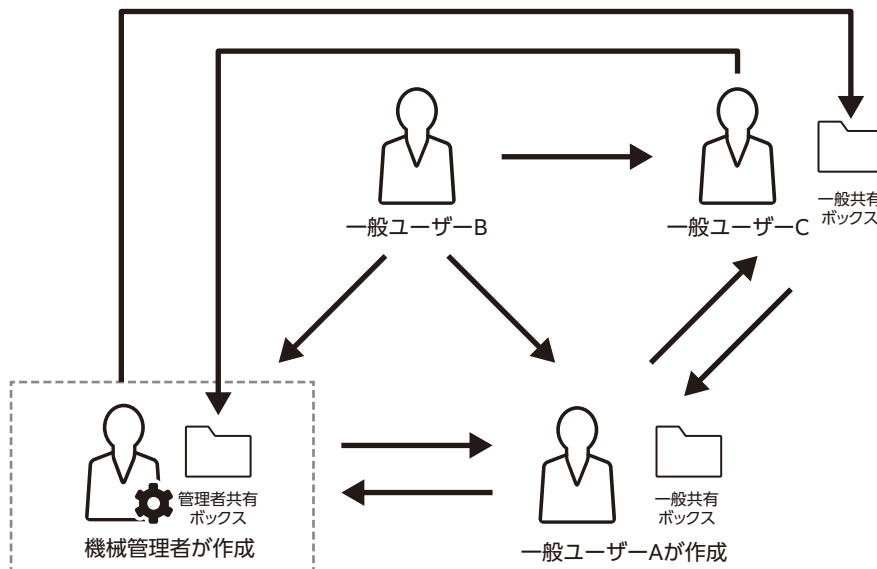 一般ユーザーB
一般ユーザーC
一般共有
ボックス
管理者共有
ボックス
機械管理者が作成
一般共有
ボックス
一般ユーザーAが作成